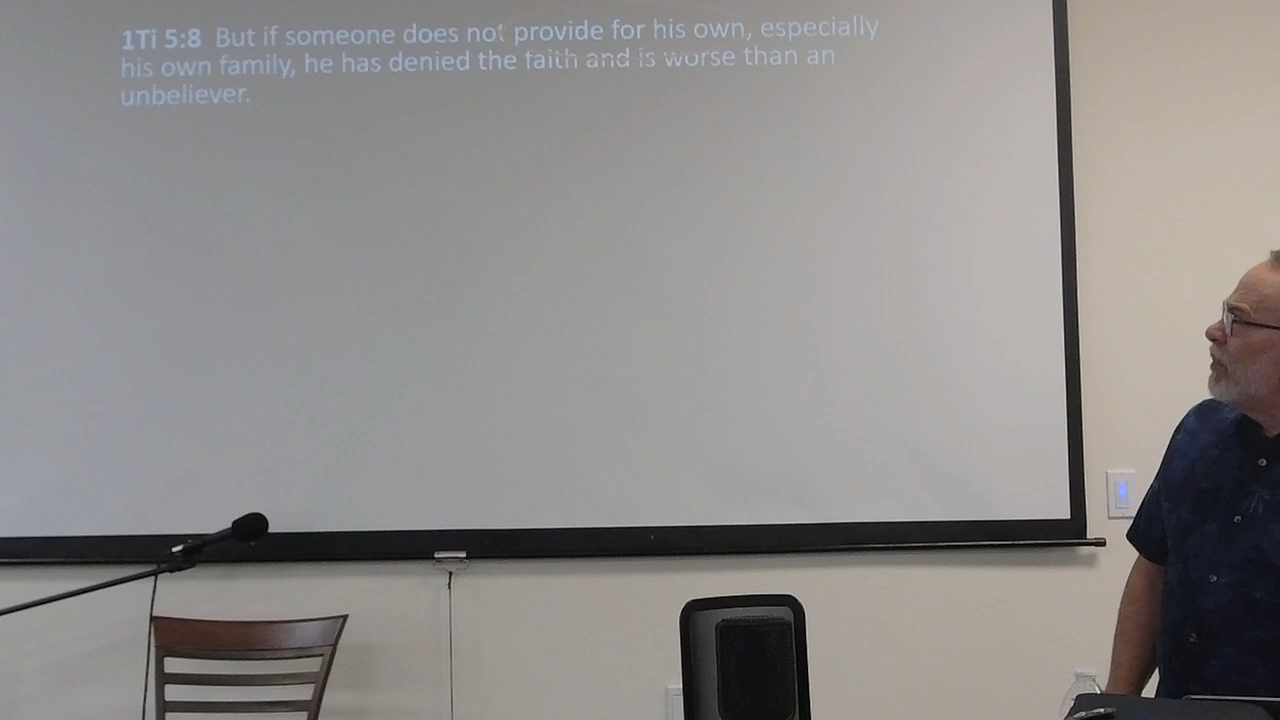 1Ti 5:8 But if someone does not provide for his own, especially
his own family, he has denied the faith and is worse than an
unbeliever.